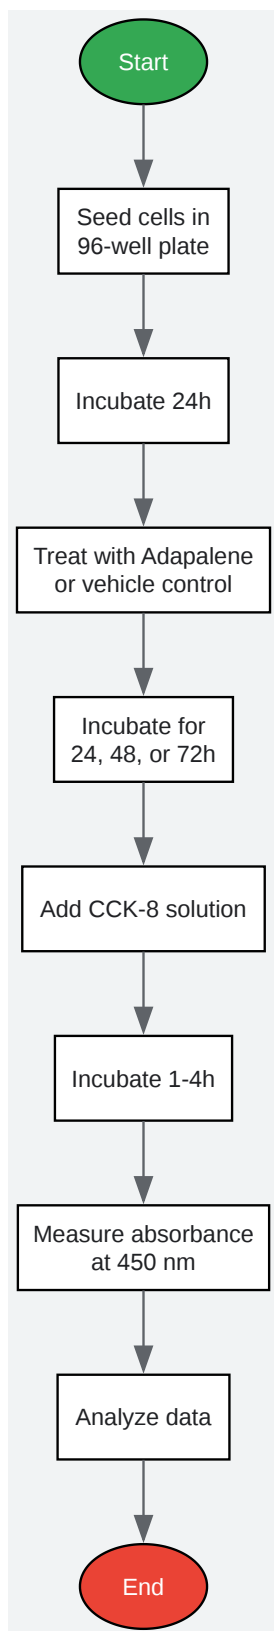 Start
Seed cells in
96-well plate
Incubate 24h
Treat with Adapalene
or vehicle control
Incubate for
24, 48, or 72h
Add CCK-8 solution
Incubate 1-4h
Measure absorbance
at 450 nm
Analyze data
End